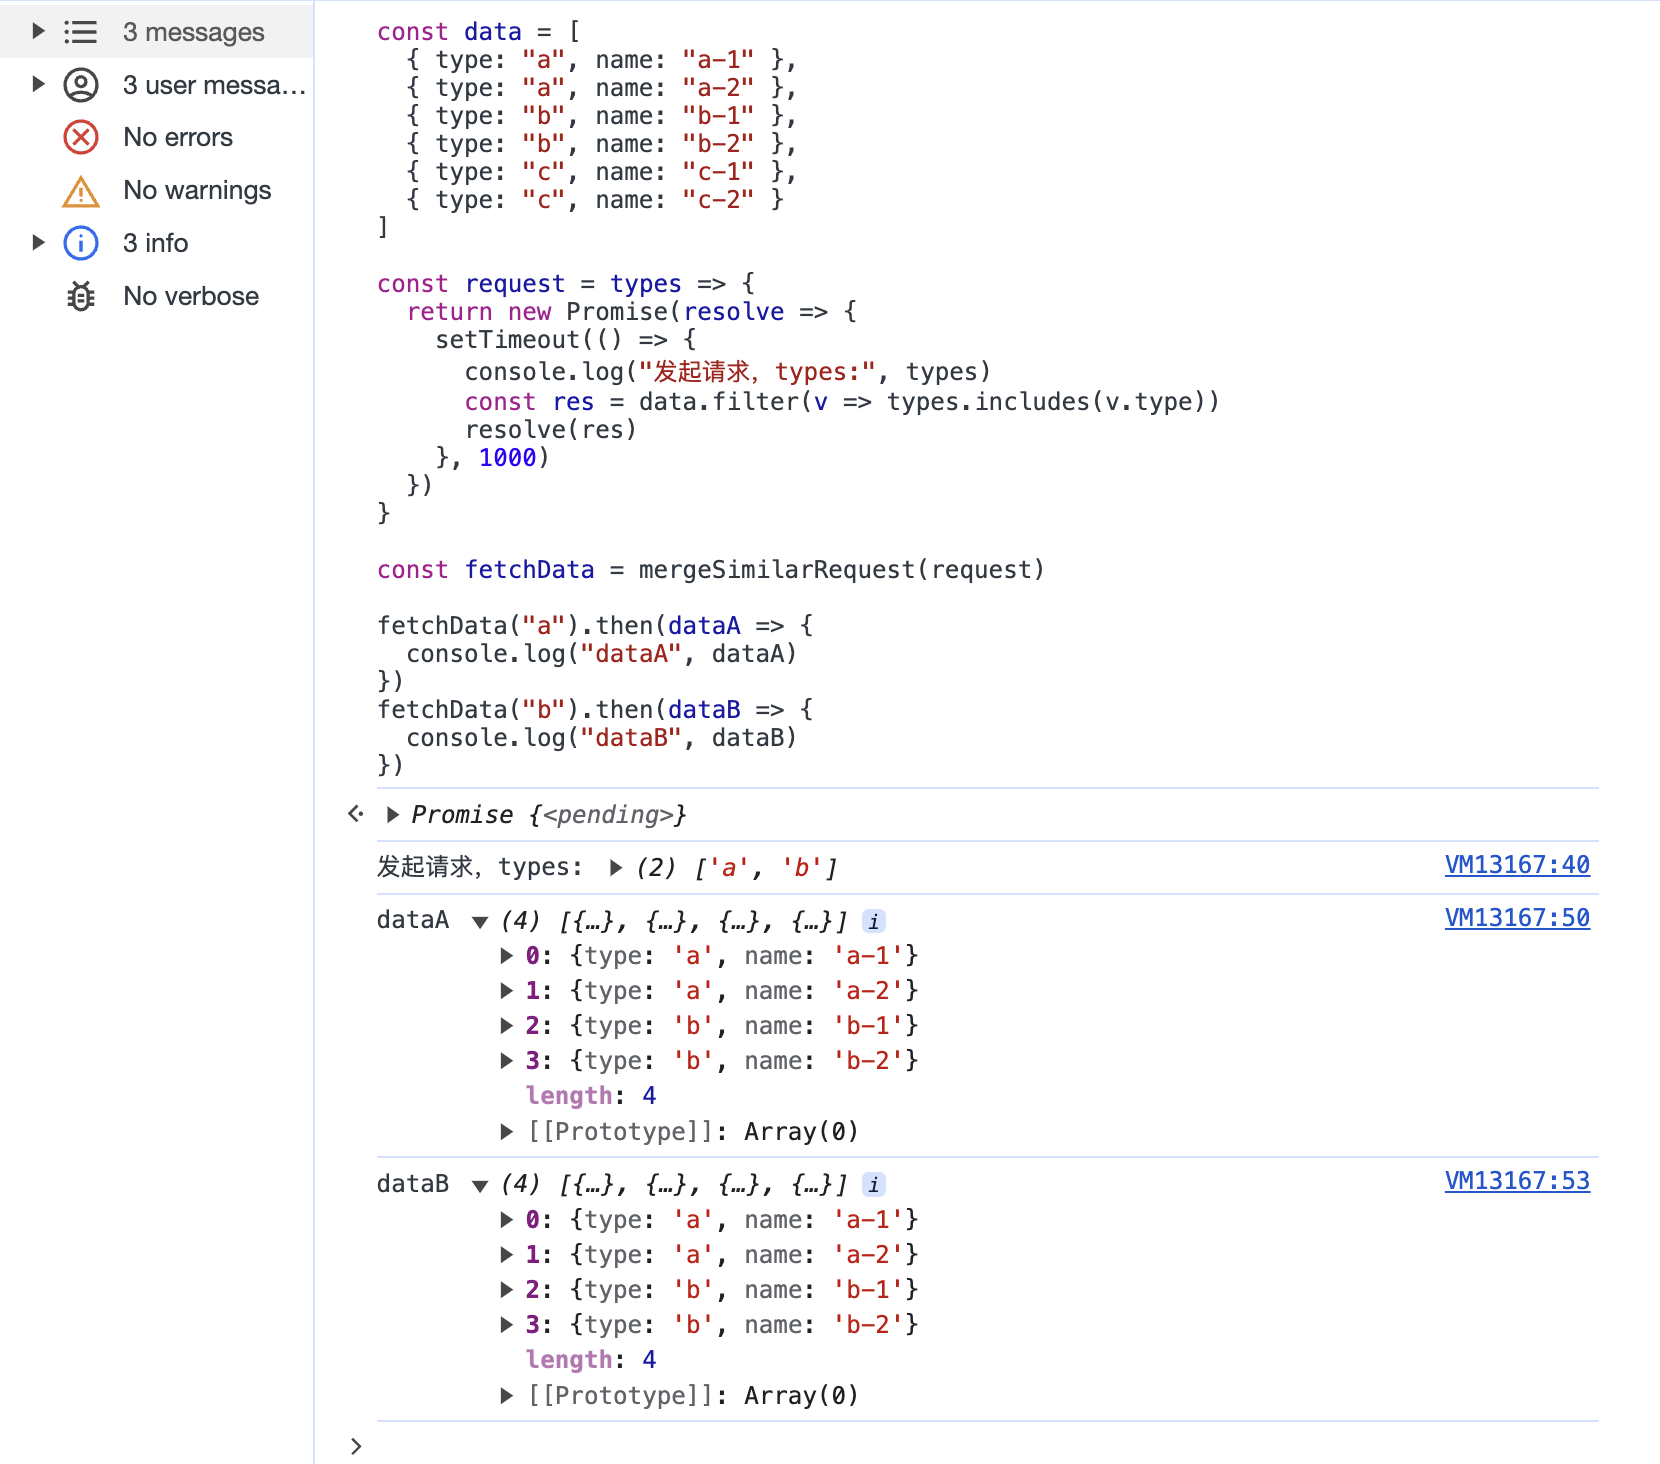 3 messages
3 user messa...
No errors
No warnings
3 info
No verbose
const data = [
  { type: "a", name: "a-1" },
  { type: "a", name: "a-2" },
  { type: "b", name: "b-1" },
  { type: "b", name: "b-2" },
  { type: "c", name: "c-1" },
  { type: "c", name: "c-2" }
]
const request = types => {
  return new Promise(resolve => {
    setTimeout(() => {
      console.log("发起请求，types:", types)
      const res = data.filter(v => types.includes(v.type))
      resolve(res)
    }, 1000)
  })
}
const fetchData = mergeSimilarRequest(request)
fetchData("a").then(dataA => {
  console.log("dataA", dataA)
})
fetchData("b").then(dataB => {
  console.log("dataB", dataB)
})
Promise {<pending>}
发起请求，types: (2) ['a', 'b'] VM13167:40
dataA (4) [{…}, {…}, {…}, {…}] i VM13167:50
0: {type: 'a', name: 'a-1'}
1: {type: 'a', name: 'a-2'}
2: {type: 'b', name: 'b-1'}
3: {type: 'b', name: 'b-2'}
length: 4
[[Prototype]]: Array(0)
dataB (4) [{…}, {…}, {…}, {…}] i VM13167:53
0: {type: 'a', name: 'a-1'}
1: {type: 'a', name: 'a-2'}
2: {type: 'b', name: 'b-1'}
3: {type: 'b', name: 'b-2'}
length: 4
[[Prototype]]: Array(0)